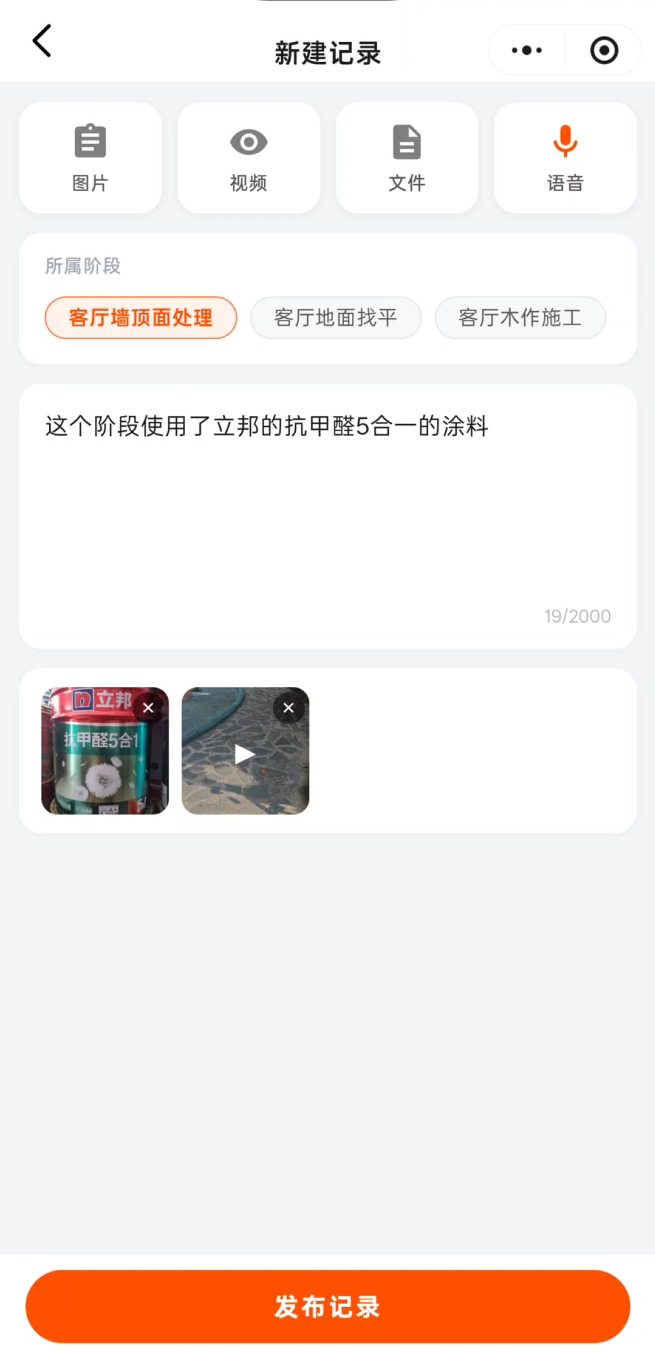 新建记录
图片 视频 文件 语音
所属阶段
客厅墙顶面处理 客厅地面找平 客厅木作施工
这个阶段使用了立邦的抗甲醛5合一的涂料
19/2000
n 立邦
抗甲醛5合1
发布记录